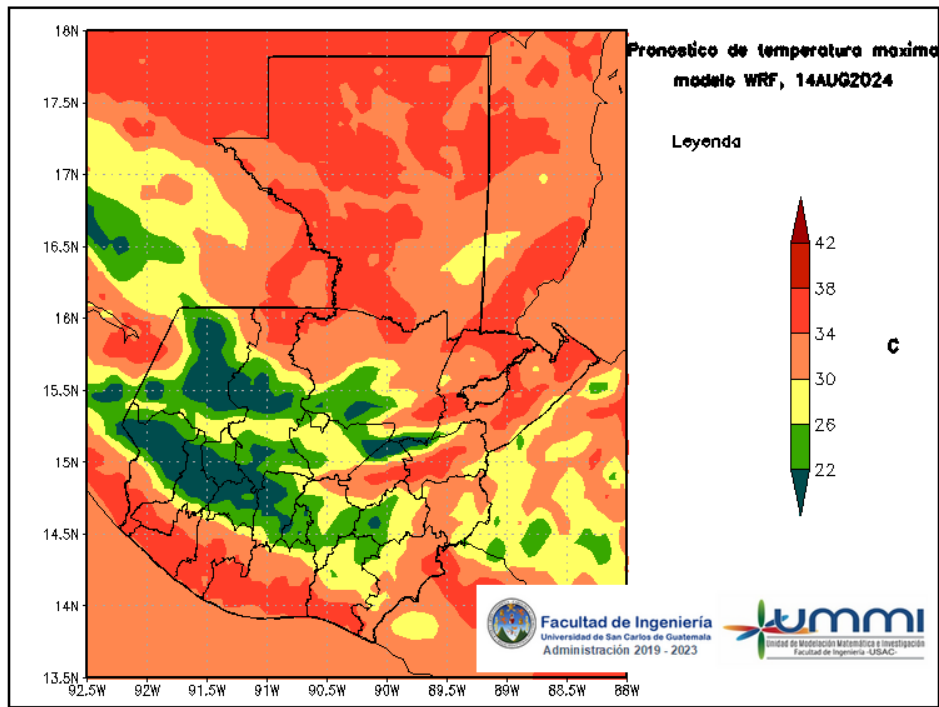 Pronostico de temperatura maxima
modelo WRF, 14AUG2024
Leyenda
18N
17.5N
17N
16.5N
16N
15.5N
15N
14.5N
14N
13.5N
92.5W 92W 91.5W 91W 90.5W 90W 89.5W 89W 88.5W 88W
42
38
34
30
26
22
C
Facultad de Ingeniería
Universidad de San Carlos de Guatemala
Administración 2019 - 2023
UMMI
Unidad de Modelación Matemática e Investigación
Facultad de Ingeniería -USAC-